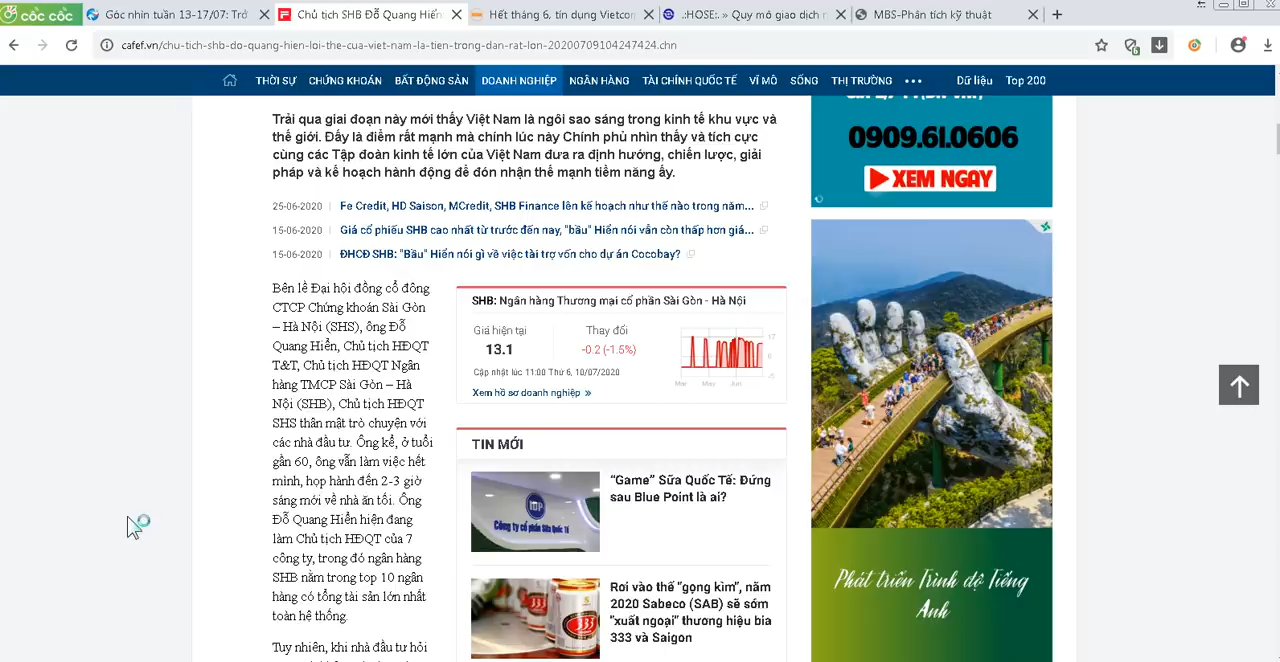 cốc cốc
Góc nhìn tuần 13-17/07: Trở
Chủ tịch SHB Đỗ Quang Hiển
Hết tháng 6, tín dụng Vietcom
.:HOSE:. » Quy mô giao dịch n
MBS-Phân tích kỹ thuật
cafef.vn/chu-tich-shb-do-quang-hien-loi-the-cua-viet-nam-la-tien-trong-dan-rat-lon-20200709104247424.chn
THỜI SỰ CHỨNG KHOÁN BẤT ĐỘNG SẢN DOANH NGHIỆP NGÂN HÀNG TÀI CHÍNH QUỐC TẾ VĨ MÔ SỐNG THỊ TRƯỜNG ••• Dữ liệu Top 200
Trải qua giai đoạn này mới thấy Việt Nam là ngôi sao sáng trong kinh tế khu vực và
thế giới. Đấy là điểm rất mạnh mà chính lúc này Chính phủ nhìn thấy và tích cực
cùng các Tập đoàn kinh tế lớn của Việt Nam đưa ra định hướng, chiến lược, giải
pháp và kế hoạch hành động để đón nhận thế mạnh tiềm năng ấy.
25-06-2020 Fe Credit, HD Saison, MCredit, SHB Finance lên kế hoạch như thế nào trong năm...
15-06-2020 Giá cổ phiếu SHB cao nhất từ trước đến nay, "bầu" Hiển nói vẫn còn thấp hơn giá...
15-06-2020 ĐHCĐ SHB: "Bầu" Hiển nói gì về việc tài trợ vốn cho dự án Cocobay?
Bên lề Đại hội đồng cổ đông
CTCP Chứng khoán Sài Gòn
– Hà Nội (SHS), ông Đỗ
Quang Hiển, Chủ tịch HĐQT
T&T, Chủ tịch HĐQT Ngân
hàng TMCP Sài Gòn – Hà
Nội (SHB), Chủ tịch HĐQT
SHS thân mật trò chuyện với
các nhà đầu tư. Ông kể, ở tuổi
gần 60, ông vẫn làm việc hết
mình, họp hành đến 2-3 giờ
sáng mới về nhà ăn tối. Ông
Đỗ Quang Hiển hiện đang
làm Chủ tịch HĐQT của 7
công ty, trong đó ngân hàng
SHB nằm trong top 10 ngân
hàng có tổng tài sản lớn nhất
toàn hệ thống.
Tuy nhiên, khi nhà đầu tư hỏi
SHB: Ngân hàng Thương mại cổ phần Sài Gòn - Hà Nội
Giá hiện tại Thay đổi
13.1 -0.2 (-1.5%)
Cập nhật lúc 11:00 Thứ 6, 10/07/2020
Xem hồ sơ doanh nghiệp »
17
6
-5
Mar May Jun
TIN MỚI
IDP
Công ty cổ phần Sữa Quốc Tế
“Game” Sữa Quốc Tế: Đứng
sau Blue Point là ai?
333
Rơi vào thế “gọng kìm”, năm
2020 Sabeco (SAB) sẽ sớm
"xuất ngoại" thương hiệu bia
333 và Saigon
0909.61.0606
XEM NGAY
Phát triển Trình độ Tiếng
Anh